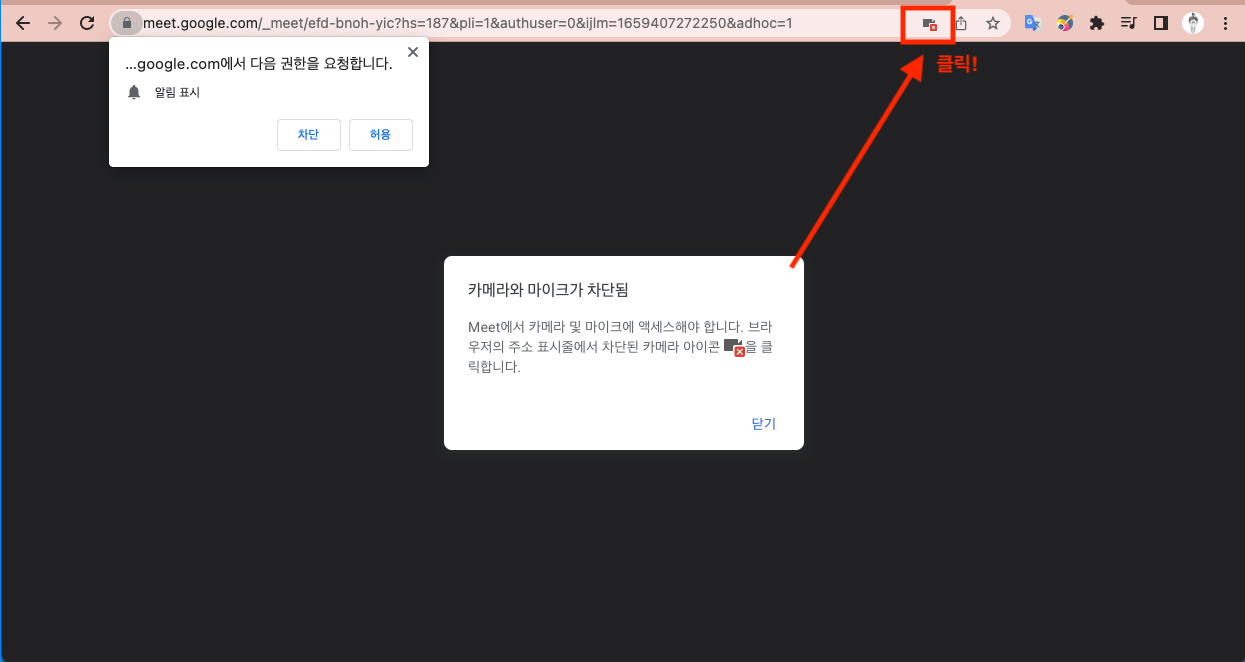 meet.google.com/_meet/efd-bnoh-yic?hs=187&pli=1&authuser=0&ijlm=1659407272250&adhoc=1
클릭!
...google.com에서 다음 권한을 요청합니다.
알림 표시
차단
허용
카메라와 마이크가 차단됨
Meet에서 카메라 및 마이크에 액세스해야 합니다. 브라
우저의 주소 표시줄에서 차단된 카메라 아이콘 을 클
릭합니다.
닫기